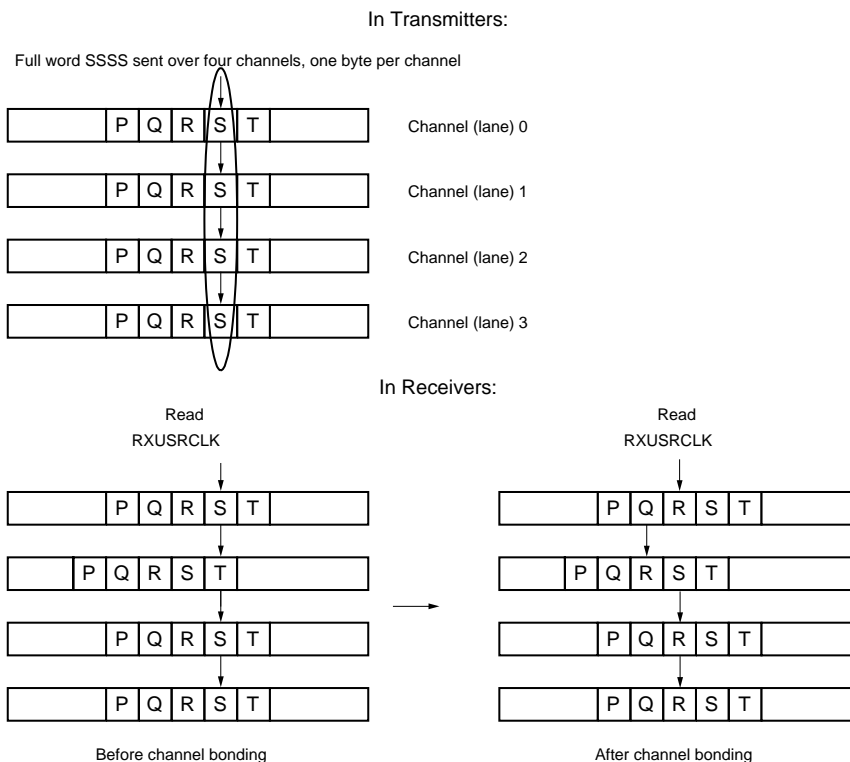 In Transmitters:
Full word SSSS sent over four channels, one byte per channel
P Q R S T Channel (lane) 0
P Q R S T Channel (lane) 1
P Q R S T Channel (lane) 2
P Q R S T Channel (lane) 3
In Receivers:
Read
RXUSRCLK
P Q R S T
P Q R S T
P Q R S T
P Q R S T
Before channel bonding
Read
RXUSRCLK
P Q R S T
P Q R S T
P Q R S T
P Q R S T
After channel bonding